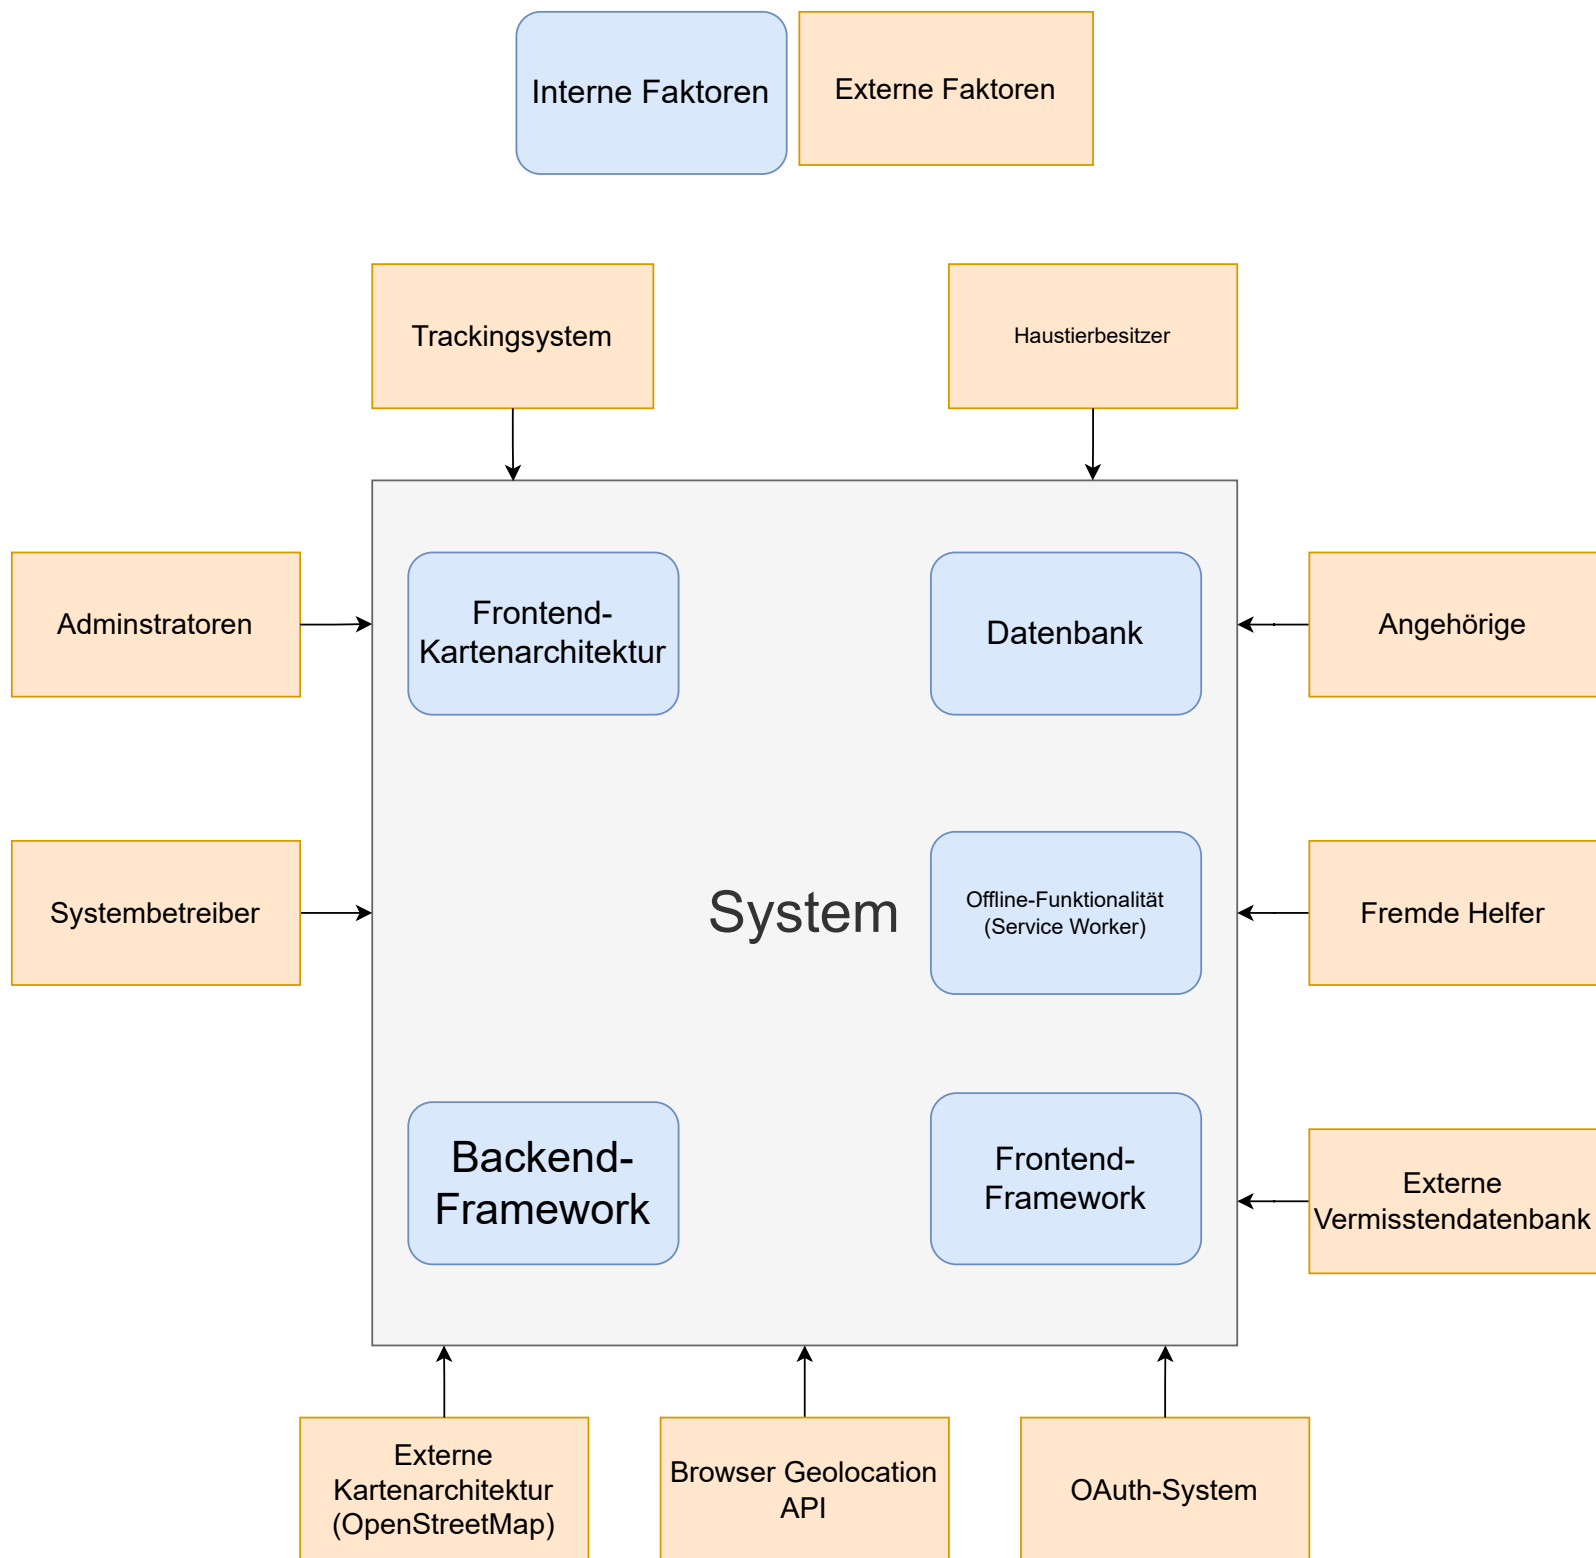 Interne Faktoren
Externe Faktoren
Trackingsystem
Haustierbesitzer
Adminstratoren
Frontend-
Kartenarchitektur
Datenbank
Angehörige
Systembetreiber
System
Offline-Funktionalität
(Service Worker)
Fremde Helfer
Backend-
Framework
Frontend-
Framework
Externe
Vermisstendatenbank
Externe
Kartenarchitektur
(OpenStreetMap)
Browser Geolocation
API
OAuth-System